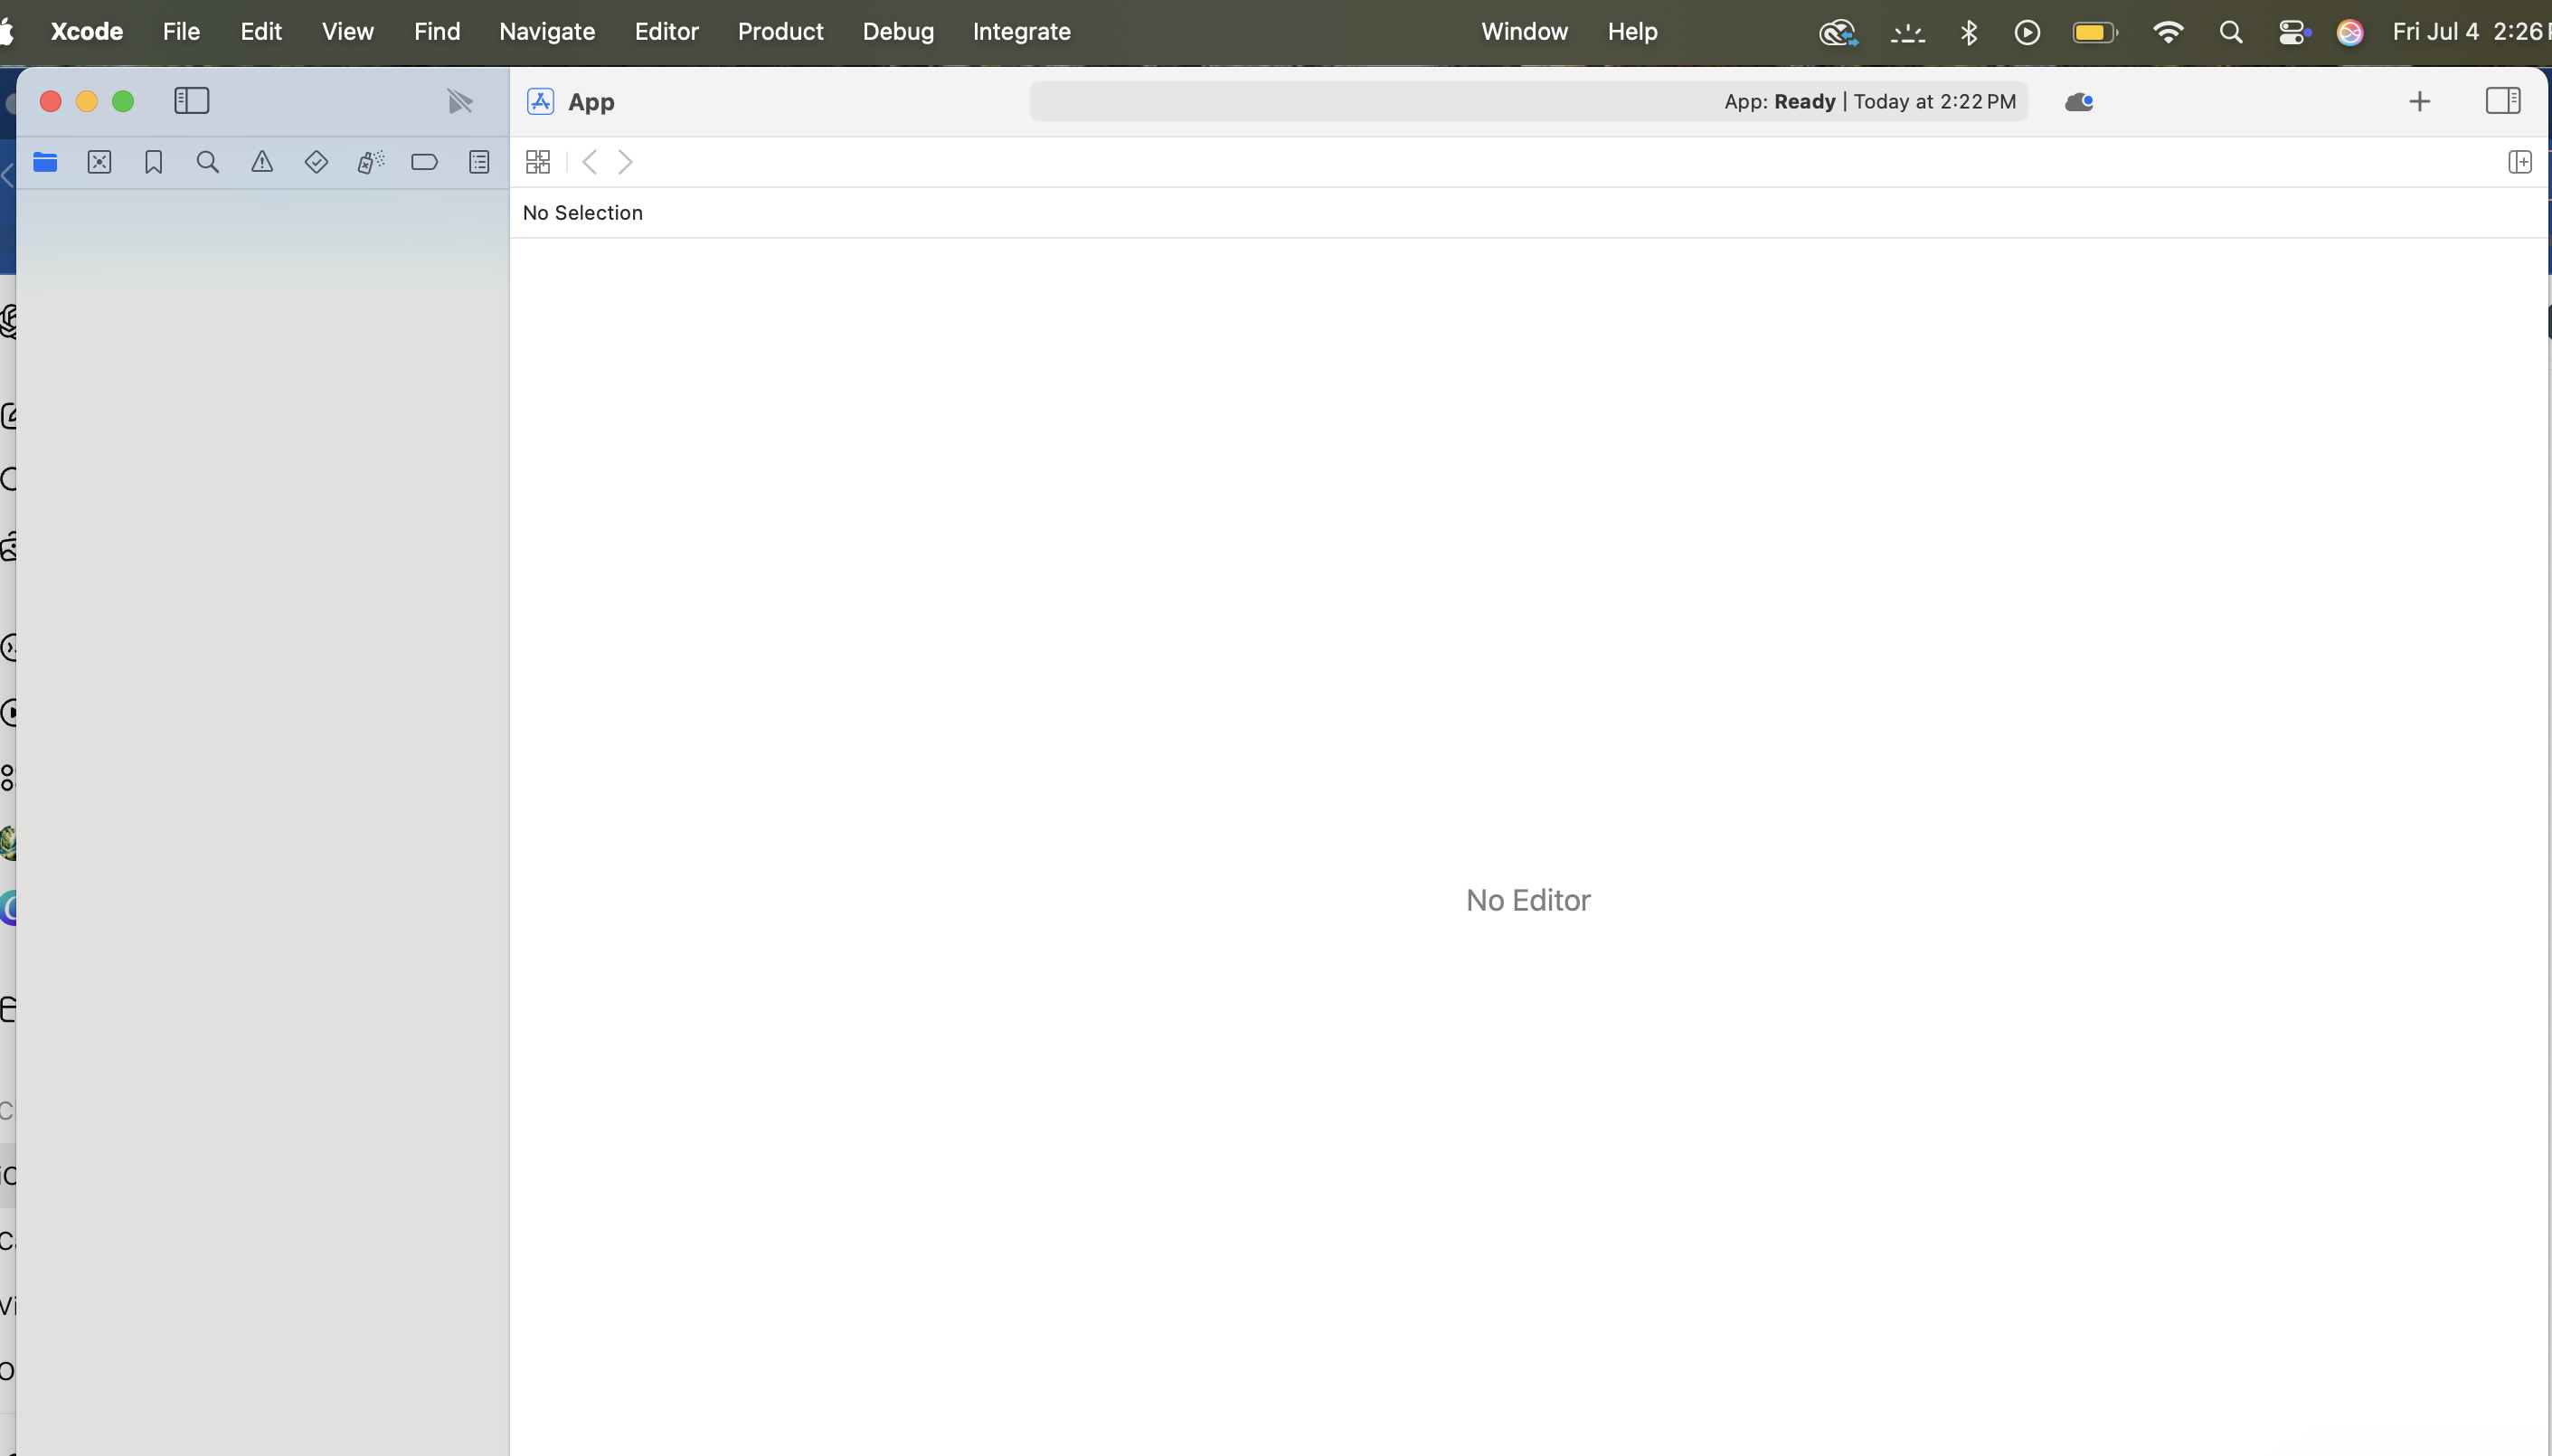 Xcode File Edit View Find Navigate Editor Product Debug Integrate Window Help Fri Jul 4 2:26
App App: Ready | Today at 2:22 PM
No Selection
No Editor